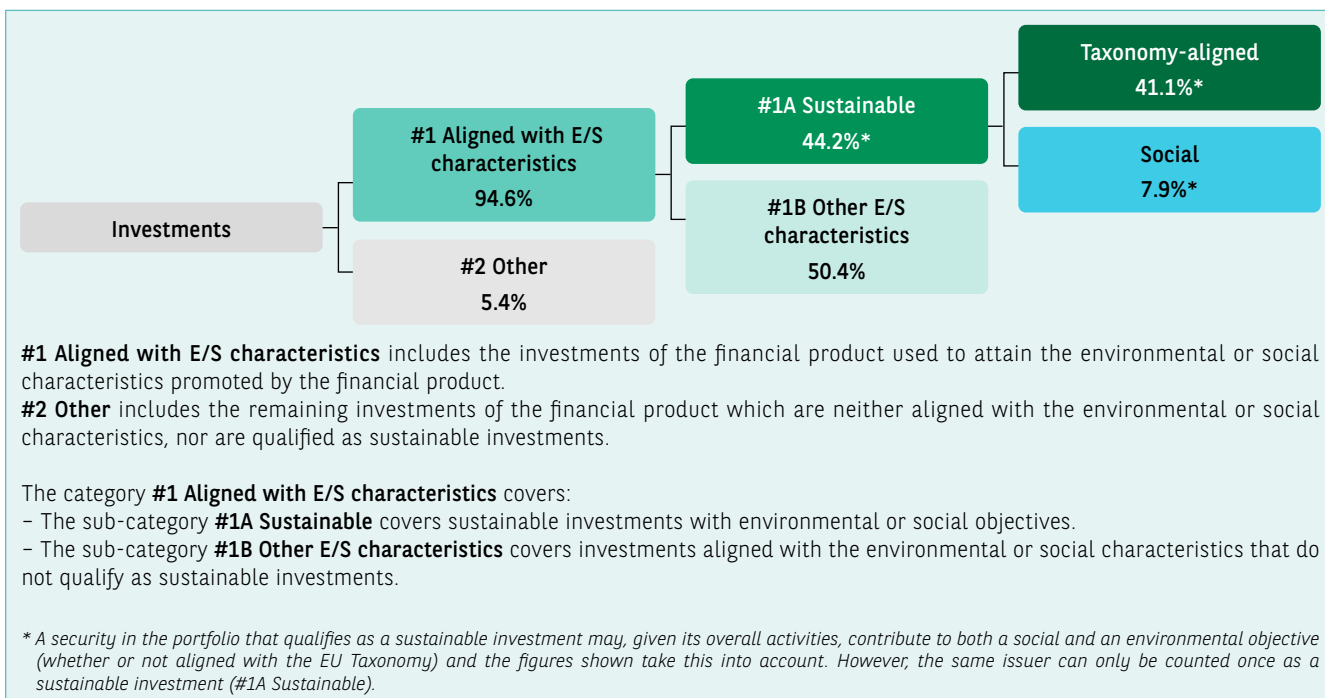 Taxonomy-aligned
41.1%*
#1A Sustainable
44.2%*
#1 Aligned with E/S
characteristics
94.6%
Social
7.9%*
#1B Other E/S
characteristics
50.4%
Investments
#2 Other
5.4%
#1 Aligned with E/S characteristics includes the investments of the financial product used to attain the environmental or social
characteristics promoted by the financial product.
#2 Other includes the remaining investments of the financial product which are neither aligned with the environmental or social
characteristics, nor are qualified as sustainable investments.
The category #1 Aligned with E/S characteristics covers:
– The sub-category #1A Sustainable covers sustainable investments with environmental or social objectives.
– The sub-category #1B Other E/S characteristics covers investments aligned with the environmental or social characteristics that do
not qualify as sustainable investments.
* A security in the portfolio that qualifies as a sustainable investment may, given its overall activities, contribute to both a social and an environmental objective
(whether or not aligned with the EU Taxonomy) and the figures shown take this into account. However, the same issuer can only be counted once as a
sustainable investment (#1A Sustainable).